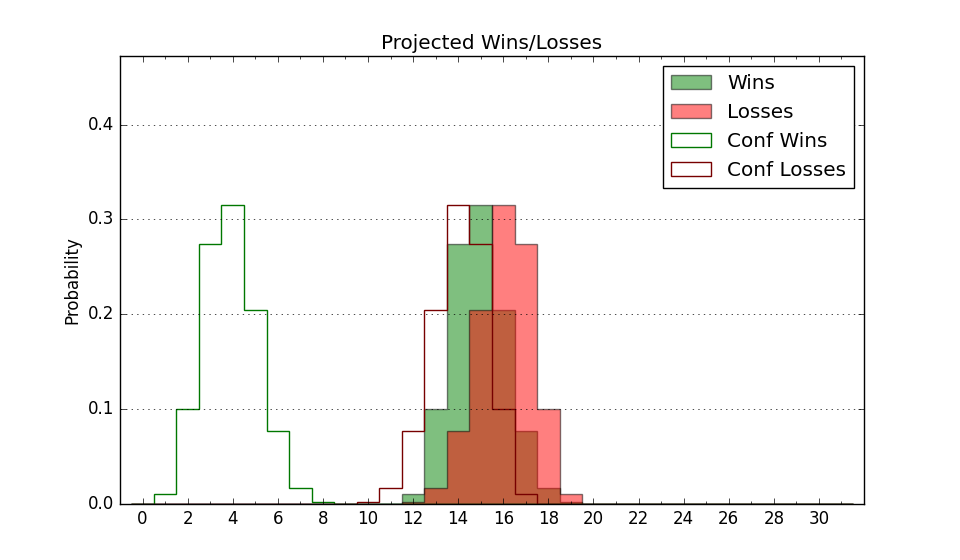 Projected Wins/Losses
Wins
Losses
Conf Wins
Conf Losses
Probability
0.4
0.3
0.2
0.1
0.0
0 2 4 6 8 10 12 14 16 18 20 22 24 26 28 30